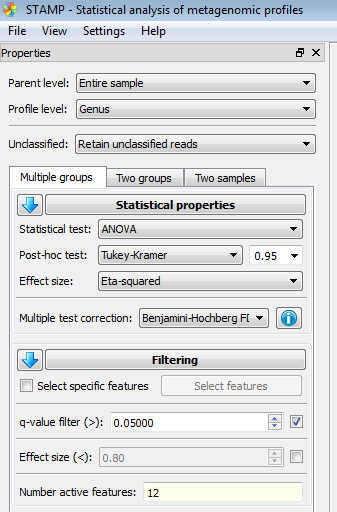 STAMP - Statistical analysis of metagenomic profiles
File View Settings Help
Properties
Parent level: Entire sample
Profile level: Genus
Unclassified: Retain unclassified reads
Multiple groups Two groups Two samples
Statistical properties
Statistical test: ANOVA
Post-hoc test: Tukey-Kramer 0.95
Effect size: Eta-squared
Multiple test correction: Benjamini-Hochberg
Filtering
Select specific features Select features
q-value filter (>): 0.05000
Effect size (<): 0.80
Number active features: 12